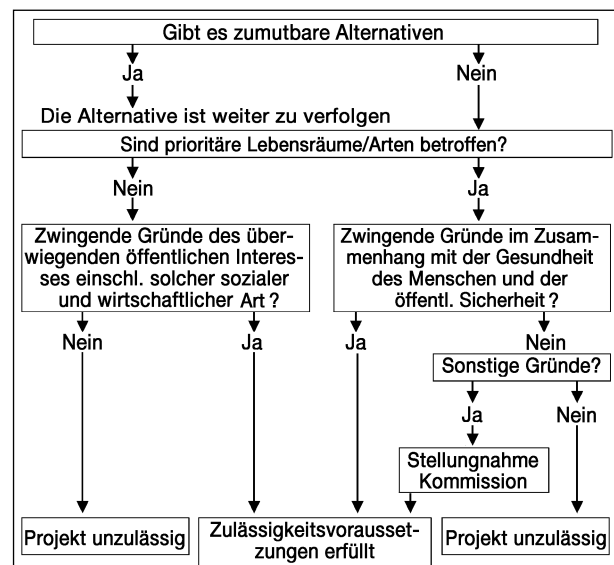 Gibt es zumutbare Alternativen
Ja
Nein
Die Alternative ist weiter zu verfolgen
Sind prioritäre Lebensräume/Arten betroffen?
Nein
Ja
Zwingende Gründe des über-
wiegenden öffentlichen Interes-
ses einschl. solcher sozialer
und wirtschaftlicher Art ?
Zwingende Gründe im Zusam-
menhang mit der Gesundheit
des Menschen und der
öffentl. Sicherheit ?
Nein
Ja
Ja
Nein
Sonstige Gründe?
Ja
Nein
Stellungnahme
Kommission
Projekt unzulässig
Zulässigkeitsvorausset-
zungen erfüllt
Projekt unzulässig